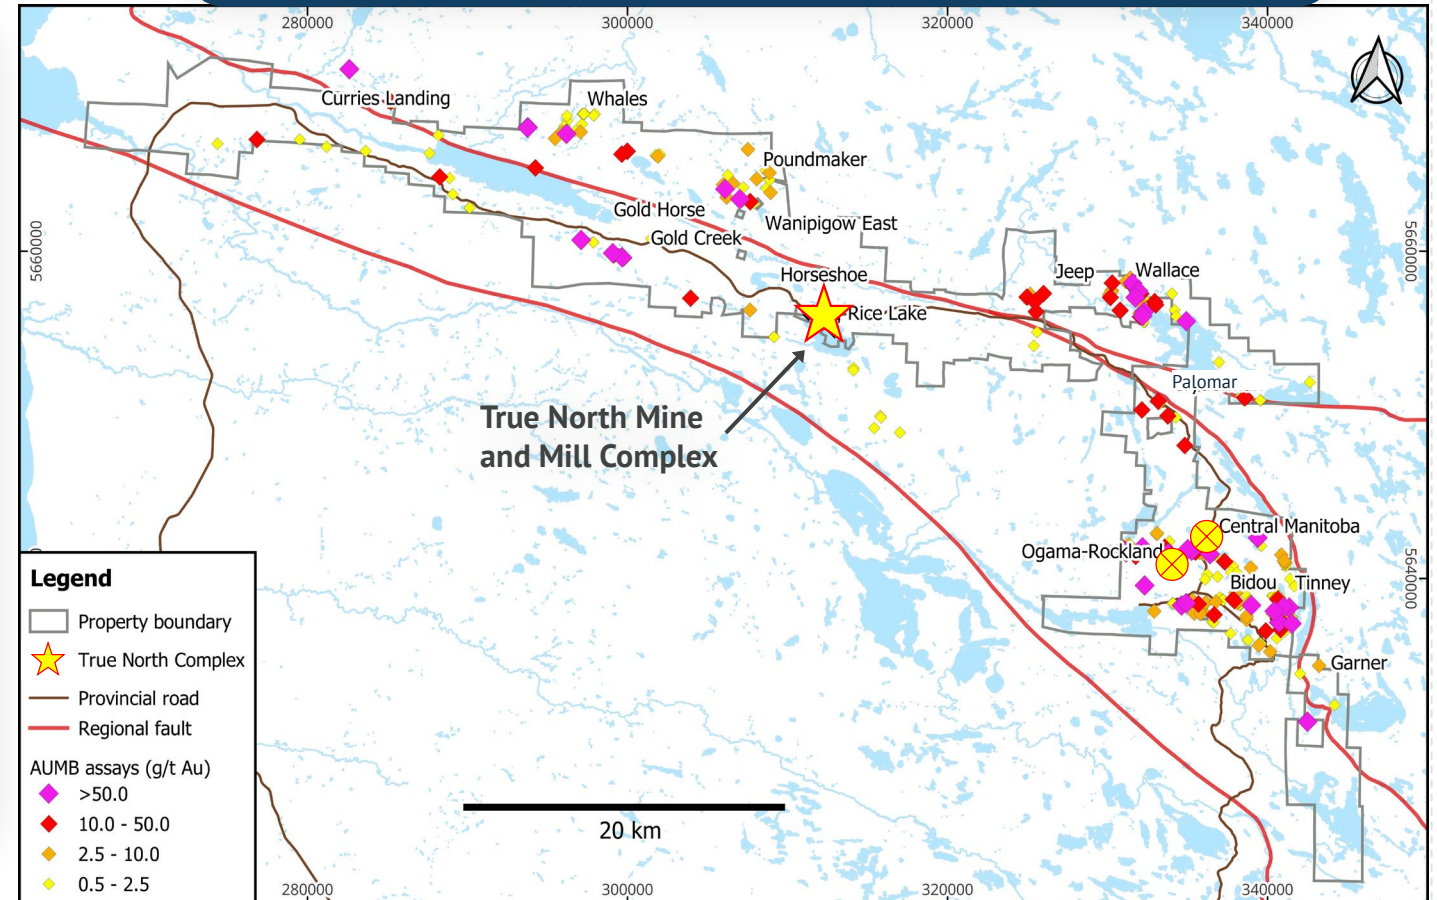 280000
300000
320000
340000
Curries Landing
Whales
Poundmaker
Gold Horse
Wanipigow East
Gold Creek
5660000
5660000
Horseshoe
Jeep
Wallace
Rice Lake
Palomar
True North Mine
and Mill Complex
Central Manitoba
Ogama-Rockland
Bidou
Tinney
5640000
0
Garner
Legend
Property boundary
True North Complex
Provincial road
Regional fault
AUMB assays (g/t Au)
>50.0
10.0 - 50.0
2.5 - 10.0
0.5 - 2.5
20 km
280000
300000
320000
340000